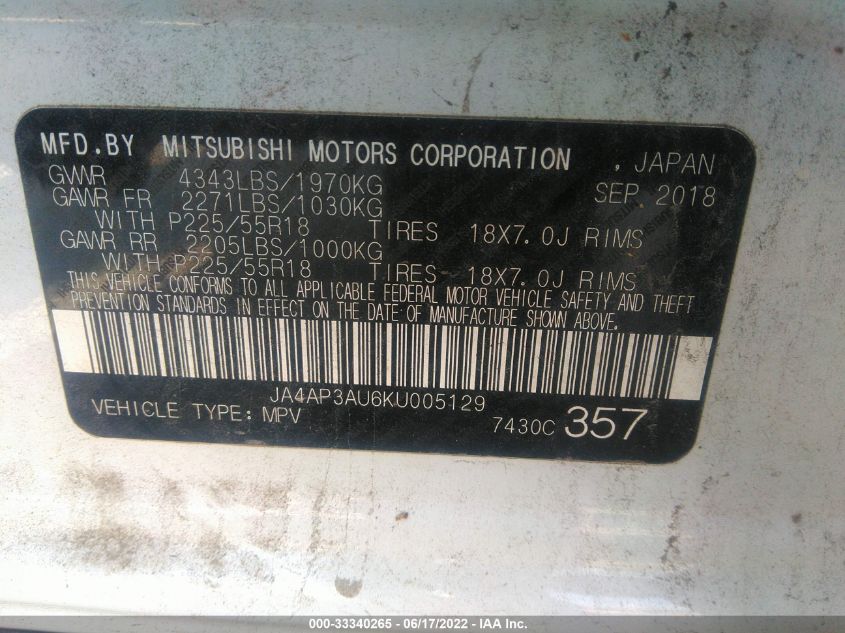 MFD.BY MITSUBISHI MOTORS CORPORATION , JAPAN
GVWR 4343LBS/1970KG SEP 2018
GAWR FR 2271LBS/1030KG
WITH P225/55R18 TIRES 18X7.0J RIMS
GAWR RR 2205LBS/1000KG
WITH P225/55R18 TIRES 18X7.0J RIMS
THIS VEHICLE CONFORMS TO ALL APPLICABLE FEDERAL MOTOR VEHICLE SAFETY AND THEFT
PREVENTION STANDARDS IN EFFECT ON THE DATE OF MANUFACTURE SHOWN ABOVE.
JA4AP3AU6KU005129
VEHICLE TYPE: MPV 7430C 357
000-33340265 - 06/17/2022 - IAA Inc.